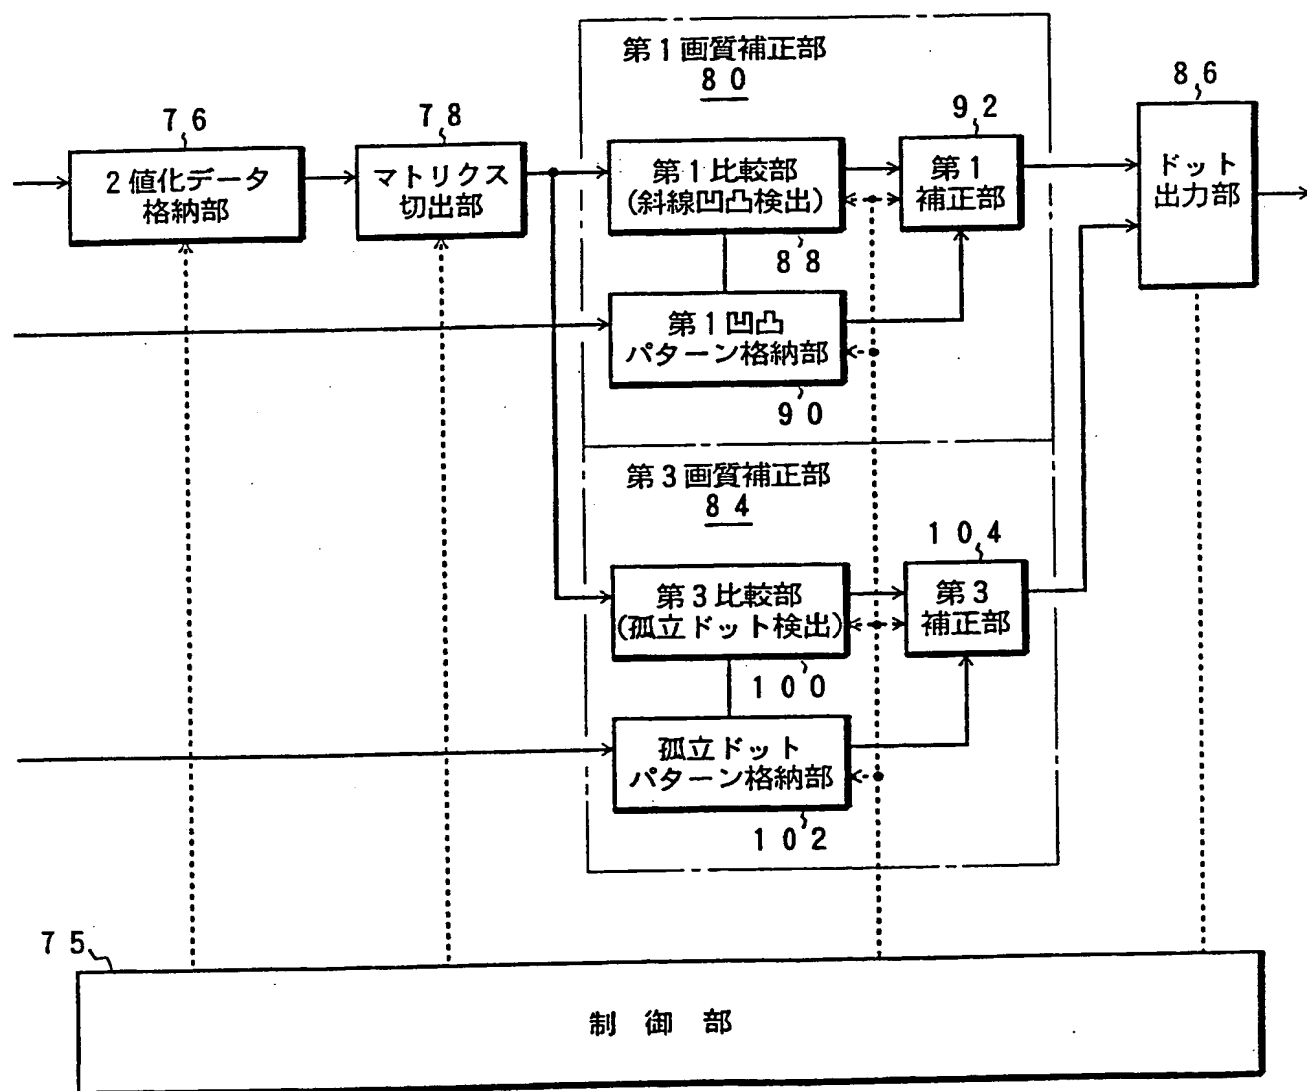 第1画質補正部
80
86
76
78
92
2値化データ
格納部
マトリクス
切出部
第1比較部
(斜線凹凸検出)
第1
補正部
ドット
出力部
88
第1凹凸
パターン格納部
90
第3画質補正部
84
104
第3比較部
(孤立ドット検出)
第3
補正部
100
孤立ドット
パターン格納部
102
75
制御部